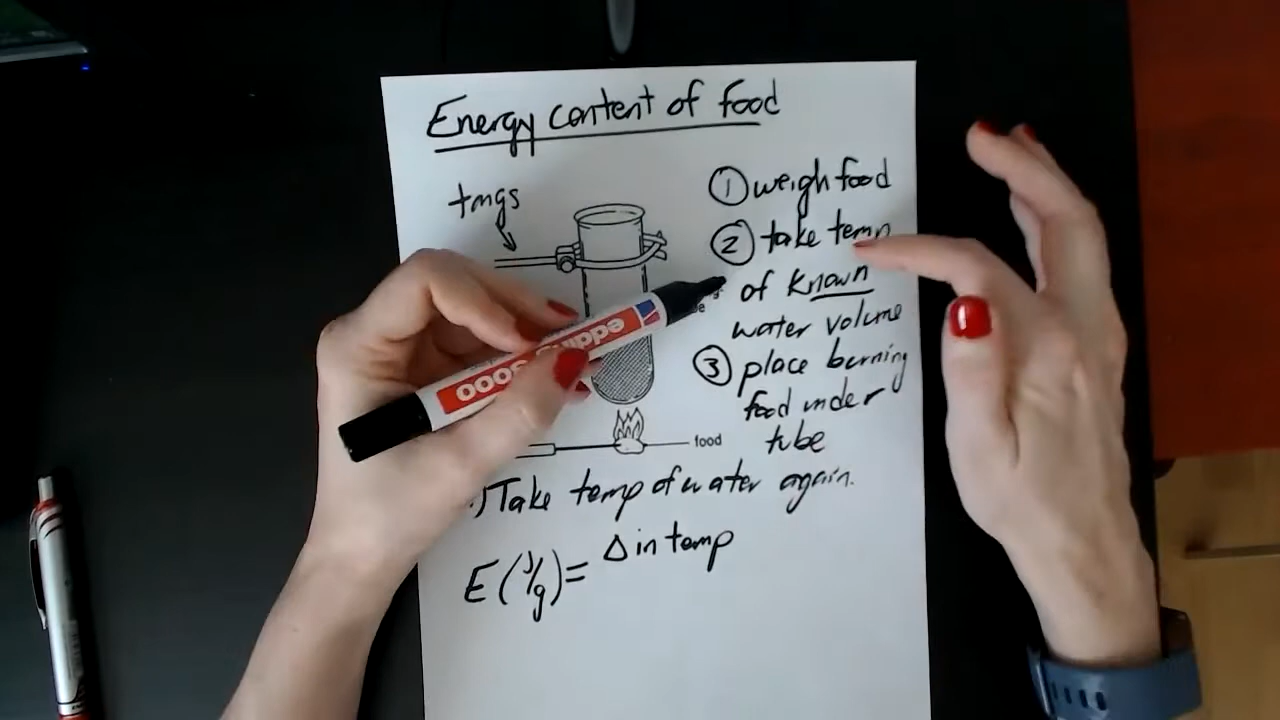 Energy content of food
tongs
① weigh food
② take temp
of known
water volume
③ place burning
food under
tube
food
) Take temp of water again.
E (J/g) = Δ in temp
edding 3000